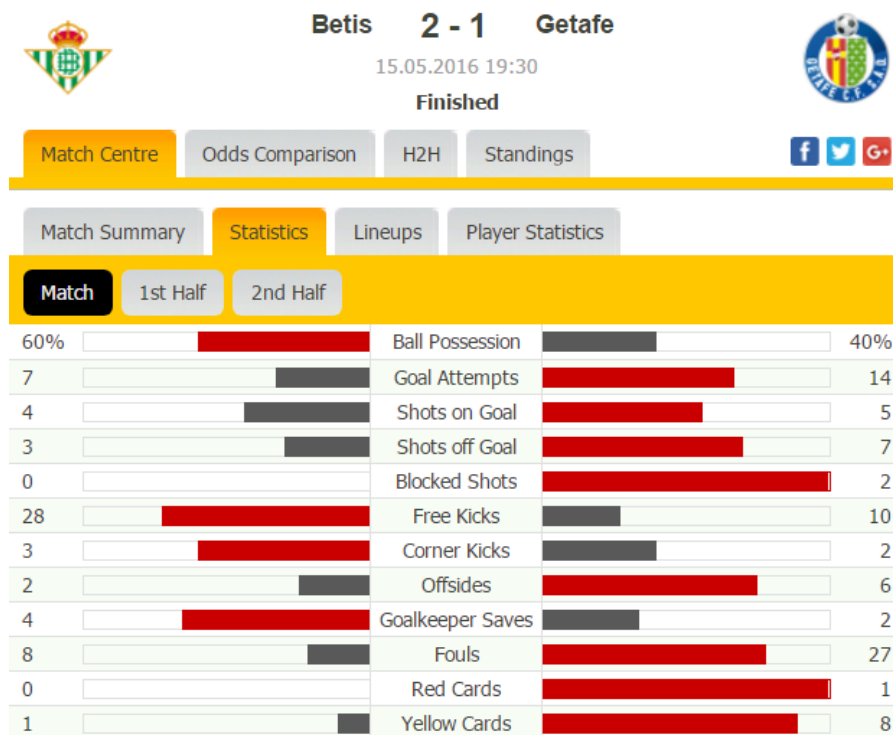 Betis 2 - 1 Getafe
15.05.2016 19:30
Finished
Match Centre Odds Comparison H2H Standings
f G+
Match Summary Statistics Lineups Player Statistics
Match 1st Half 2nd Half
60% Ball Possession 40%
7 Goal Attempts 14
4 Shots on Goal 5
3 Shots off Goal 7
0 Blocked Shots 2
28 Free Kicks 10
3 Corner Kicks 2
2 Offsides 6
4 Goalkeeper Saves 2
8 Fouls 27
0 Red Cards 1
1 Yellow Cards 8
GETAFE C.F. S.A.D.